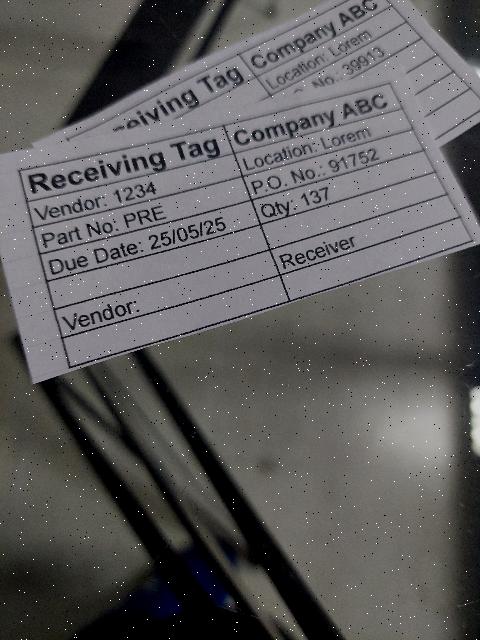 Company ABC
eiving Tag
Location: Lorem
No.: 39913
Receiving Tag
Company ABC
Vendor: 1234
Location: Lorem
Part No: PRE
P.O. No.: 91752
Due Date: 25/05/25
Qty: 137
Vendor:
Receiver